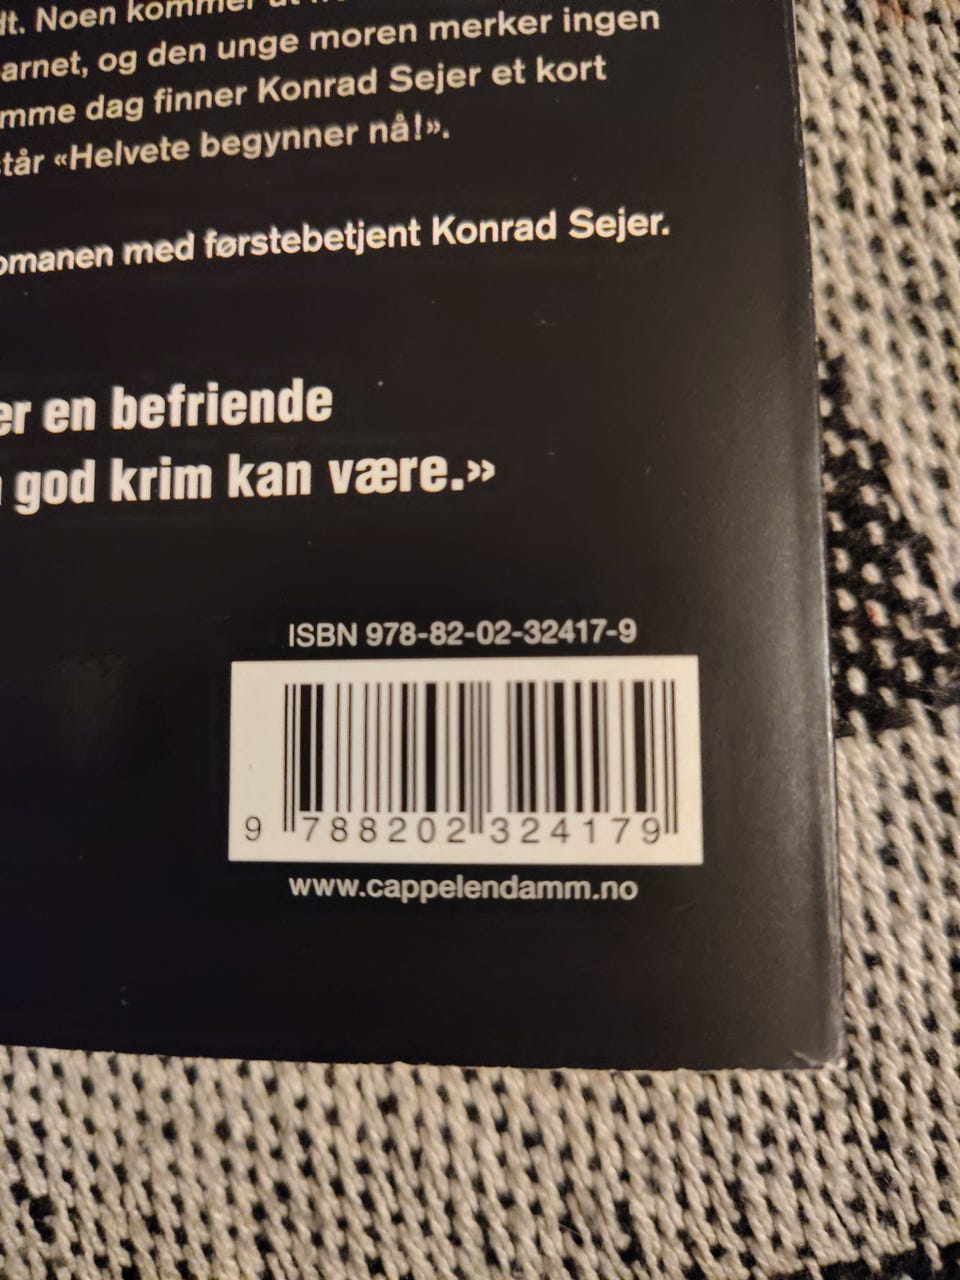 dt. Noen kommer ut
arnet, og den unge moren merker ingen
mme dag finner Konrad Sejer et kort
står «Helvete begynner nå!».
omanen med førstebetjent Konrad Sejer.
er en befriende
god krim kan være.»
ISBN 978-82-02-32417-9
9 788202 324179
www.cappelendamm.no